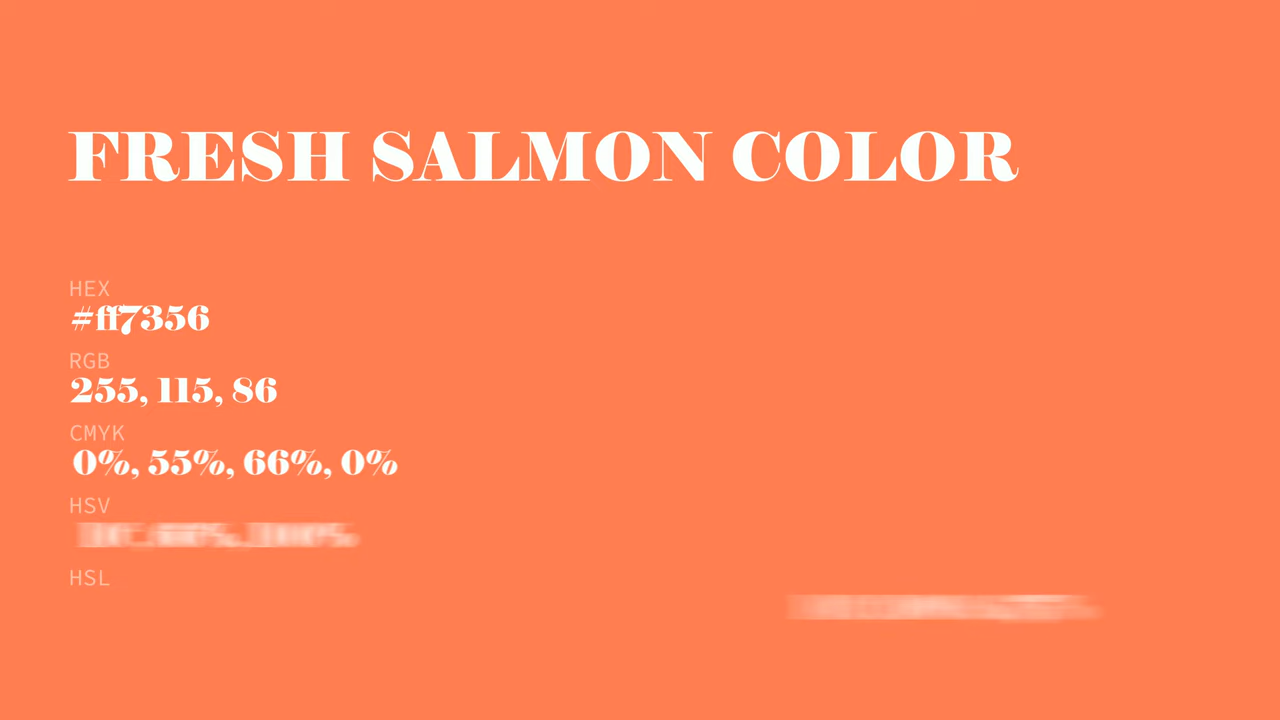 FRESH SALMON COLOR
HEX
#ff7356
RGB
255, 115, 86
CMYK
0%, 55%, 66%, 0%
HSV
HSL